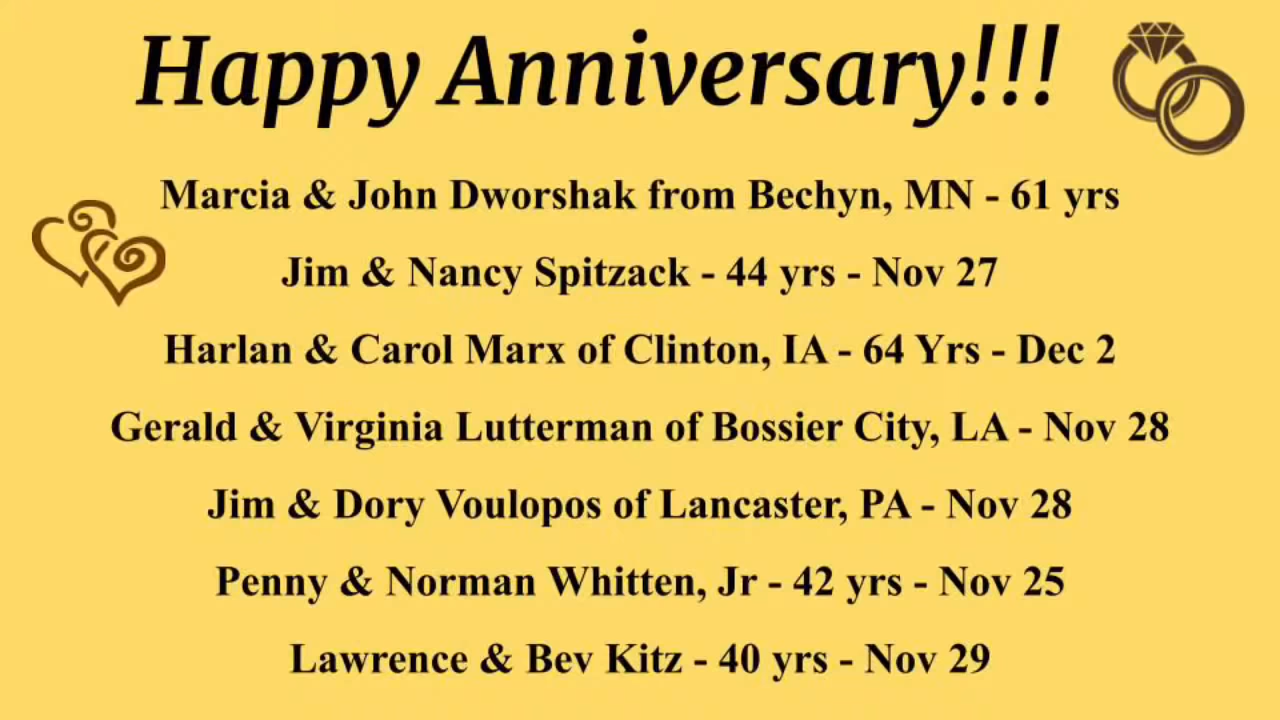 Happy Anniversary!!!
Marcia & John Dworshak from Bechyn, MN - 61 yrs
Jim & Nancy Spitzack - 44 yrs - Nov 27
Harlan & Carol Marx of Clinton, IA - 64 Yrs - Dec 2
Gerald & Virginia Lutterman of Bossier City, LA - Nov 28
Jim & Dory Voulopos of Lancaster, PA - Nov 28
Penny & Norman Whitten, Jr - 42 yrs - Nov 25
Lawrence & Bev Kitz - 40 yrs - Nov 29